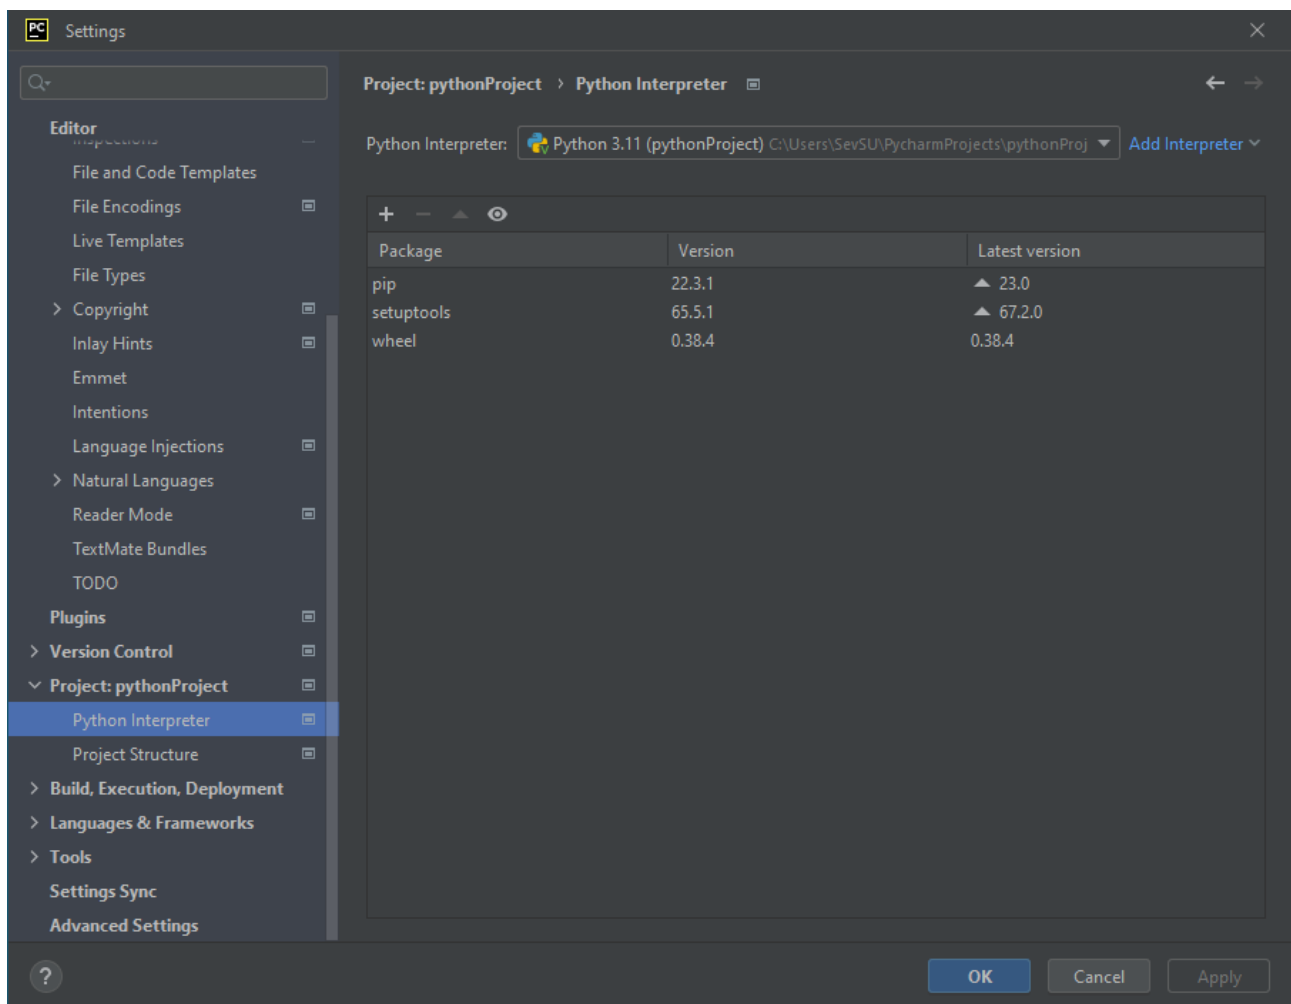 PC Settings
Project: pythonProject › Python Interpreter
Editor
Python Interpreter: Python 3.11 (pythonProject) C:\Users\SevSU\PycharmProjects\pythonProj Add Interpreter
File and Code Templates
File Encodings
Live Templates
File Types
Copyright
Inlay Hints
Emmet
Intentions
Language Injections
Natural Languages
Reader Mode
TextMate Bundles
TODO
Plugins
Version Control
Project: pythonProject
Python Interpreter
Project Structure
Build, Execution, Deployment
Languages & Frameworks
Tools
Settings Sync
Advanced Settings
Package Version Latest version
pip 22.3.1 23.0
setuptools 65.5.1 67.2.0
wheel 0.38.4 0.38.4
? OK Cancel Apply